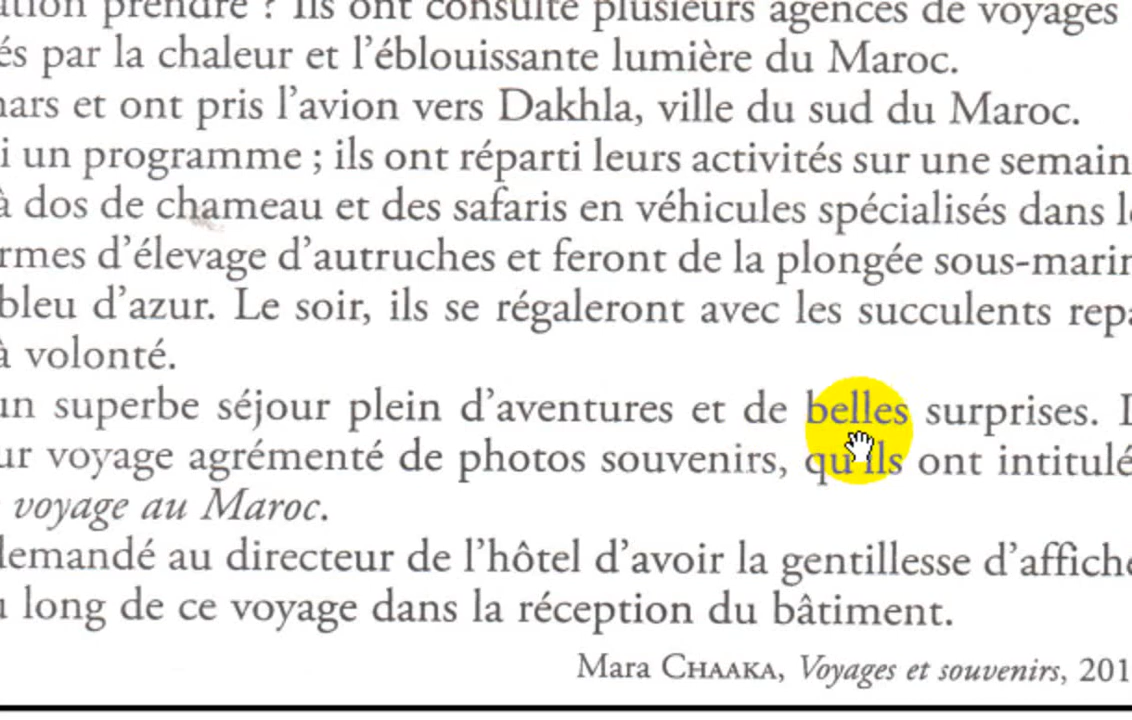 ation prendre ? Ils ont consulté plusieurs agences de voyages
és par la chaleur et l'éblouissante lumière du Maroc.
nars et ont pris l'avion vers Dakhla, ville du sud du Maroc.
i un programme ; ils ont réparti leurs activités sur une semain
à dos de chameau et des safaris en véhicules spécialisés dans l
rmes d'élevage d'autruches et feront de la plongée sous-marin
bleu d'azur. Le soir, ils se régaleront avec les succulents repa
à volonté.
un superbe séjour plein d'aventures et de belles surprises.
ur voyage agrémenté de photos souvenirs, qu'ils ont intitulé
voyage au Maroc.
demandé au directeur de l'hôtel d'avoir la gentillesse d'affiche
long de ce voyage dans la réception du bâtiment.
Mara CHAAKA, Voyages et souvenirs, 201